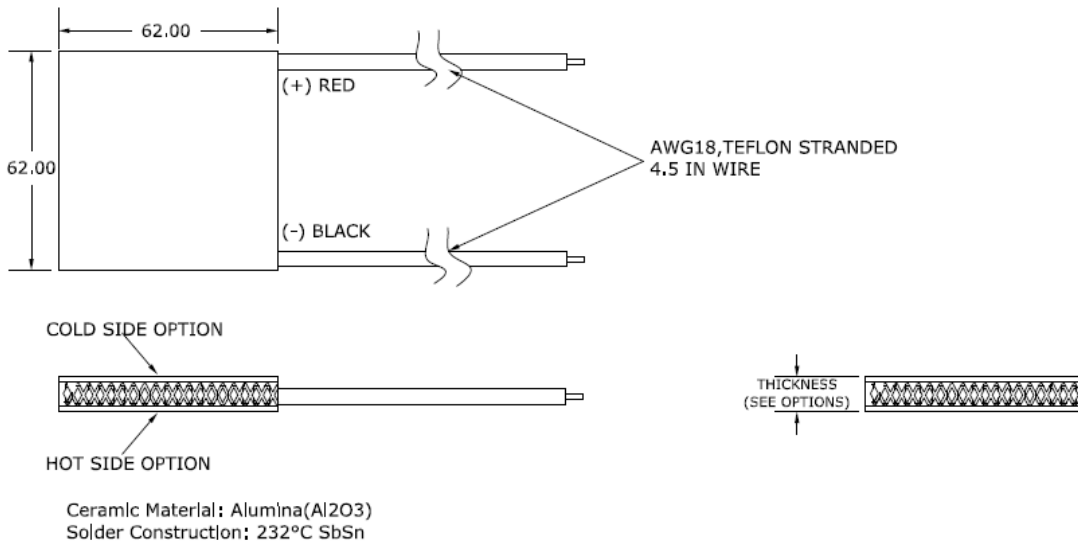 62.00
(+) RED
62.00
AWG18,TEFLON STRANDED
4.5 IN WIRE
(-) BLACK
COLD SIDE OPTION
THICKNESS
(SEE OPTIONS)
HOT SIDE OPTION
Ceramic Material: Alumina(Al2O3)
Solder Construction: 232°C SbSn